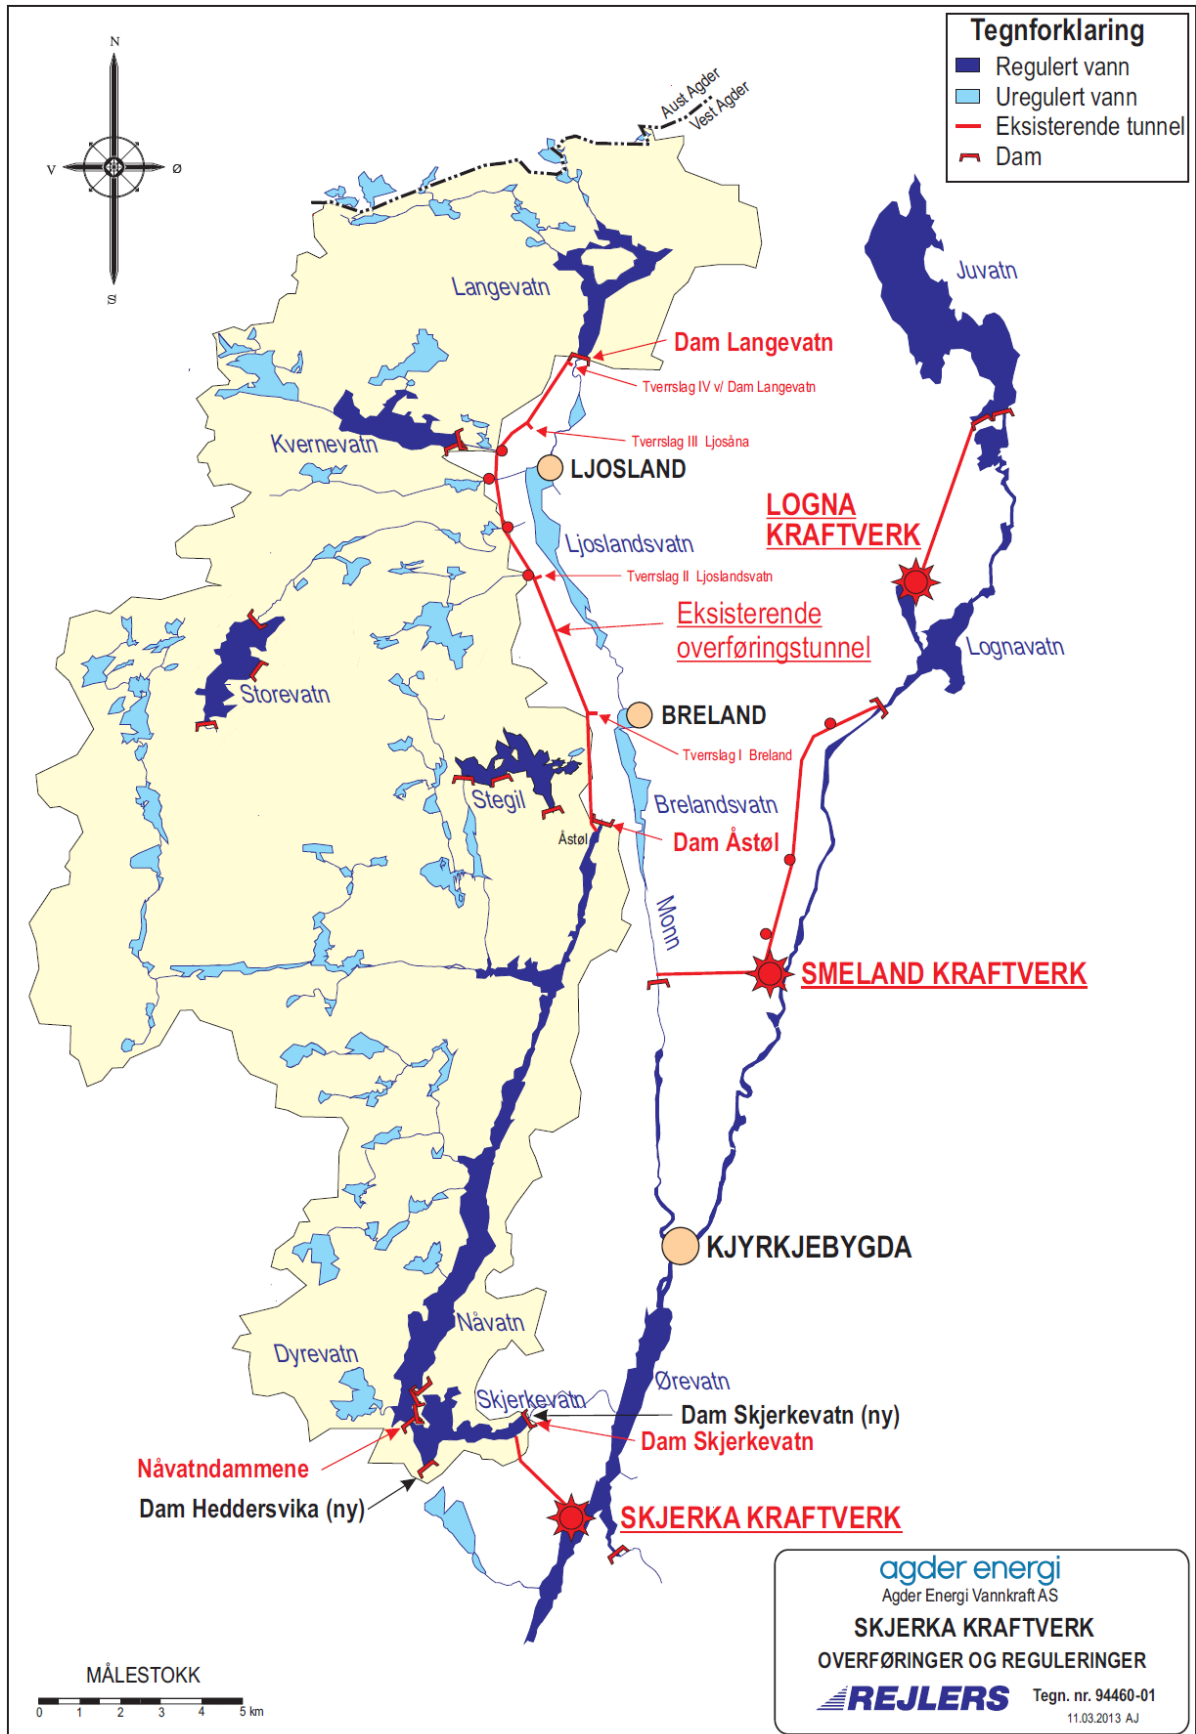 Tegnforklaring
Regulert vann
Uregulert vann
Eksisterende tunnel
Dam
N
V
Ø
S
Aust Agder
Vest Agder
Langevatn
Juvatn
Dam Langevatn
Tverrslag IV v/ Dam Langevatn
Kvernevatn
Tverrslag III Ljosåna
LJOSLAND
LOGNA
KRAFTVERK
Ljoslandsvatn
Tverrslag II Ljoslandsvatn
Eksisterende
overføringstunnel
Lognavatn
Storevatn
BRELAND
Tverrslag I Breland
Stegil
Brelandsvatn
Åstøl
Dam Åstøl
Monn
SMELAND KRAFTVERK
KJYRKJEBYGDA
Nåvatn
Dyrevatn
Skjerkevatn
Ørevatn
Dam Skjerkevatn (ny)
Dam Skjerkevatn
Nåvatndammene
Dam Heddersvika (ny)
SKJERKA KRAFTVERK
agder energi
Agder Energi Vannkraft AS
SKJERKA KRAFTVERK
OVERFØRINGER OG REGULERINGER
REJLERS
Tegn. nr. 94460-01
11.03.2013 AJ
MÅLESTOKK
0 1 2 3 4 5 km